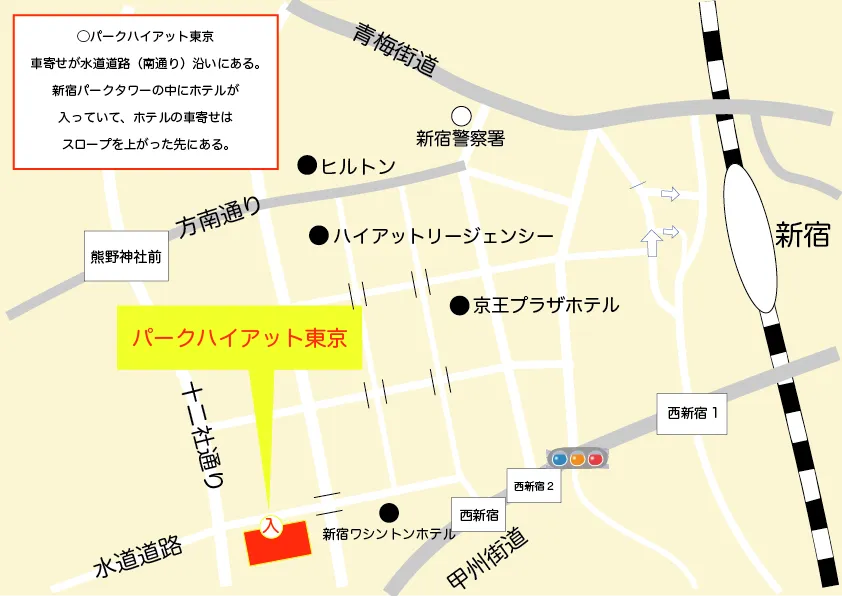 ○パークハイアット東京
車寄せが水道道路（南通り）沿いにある。
新宿パークタワーの中にホテルが
入っていて、ホテルの車寄せは
スロープを上がった先にある。
青梅街道
新宿警察署
ヒルトン
方南通り
ハイアットリージェンシー
新宿
熊野神社前
京王プラザホテル
パークハイアット東京
十二社通り
西新宿1
西新宿2
西新宿
入
新宿ワシントンホテル
水道道路
甲州街道